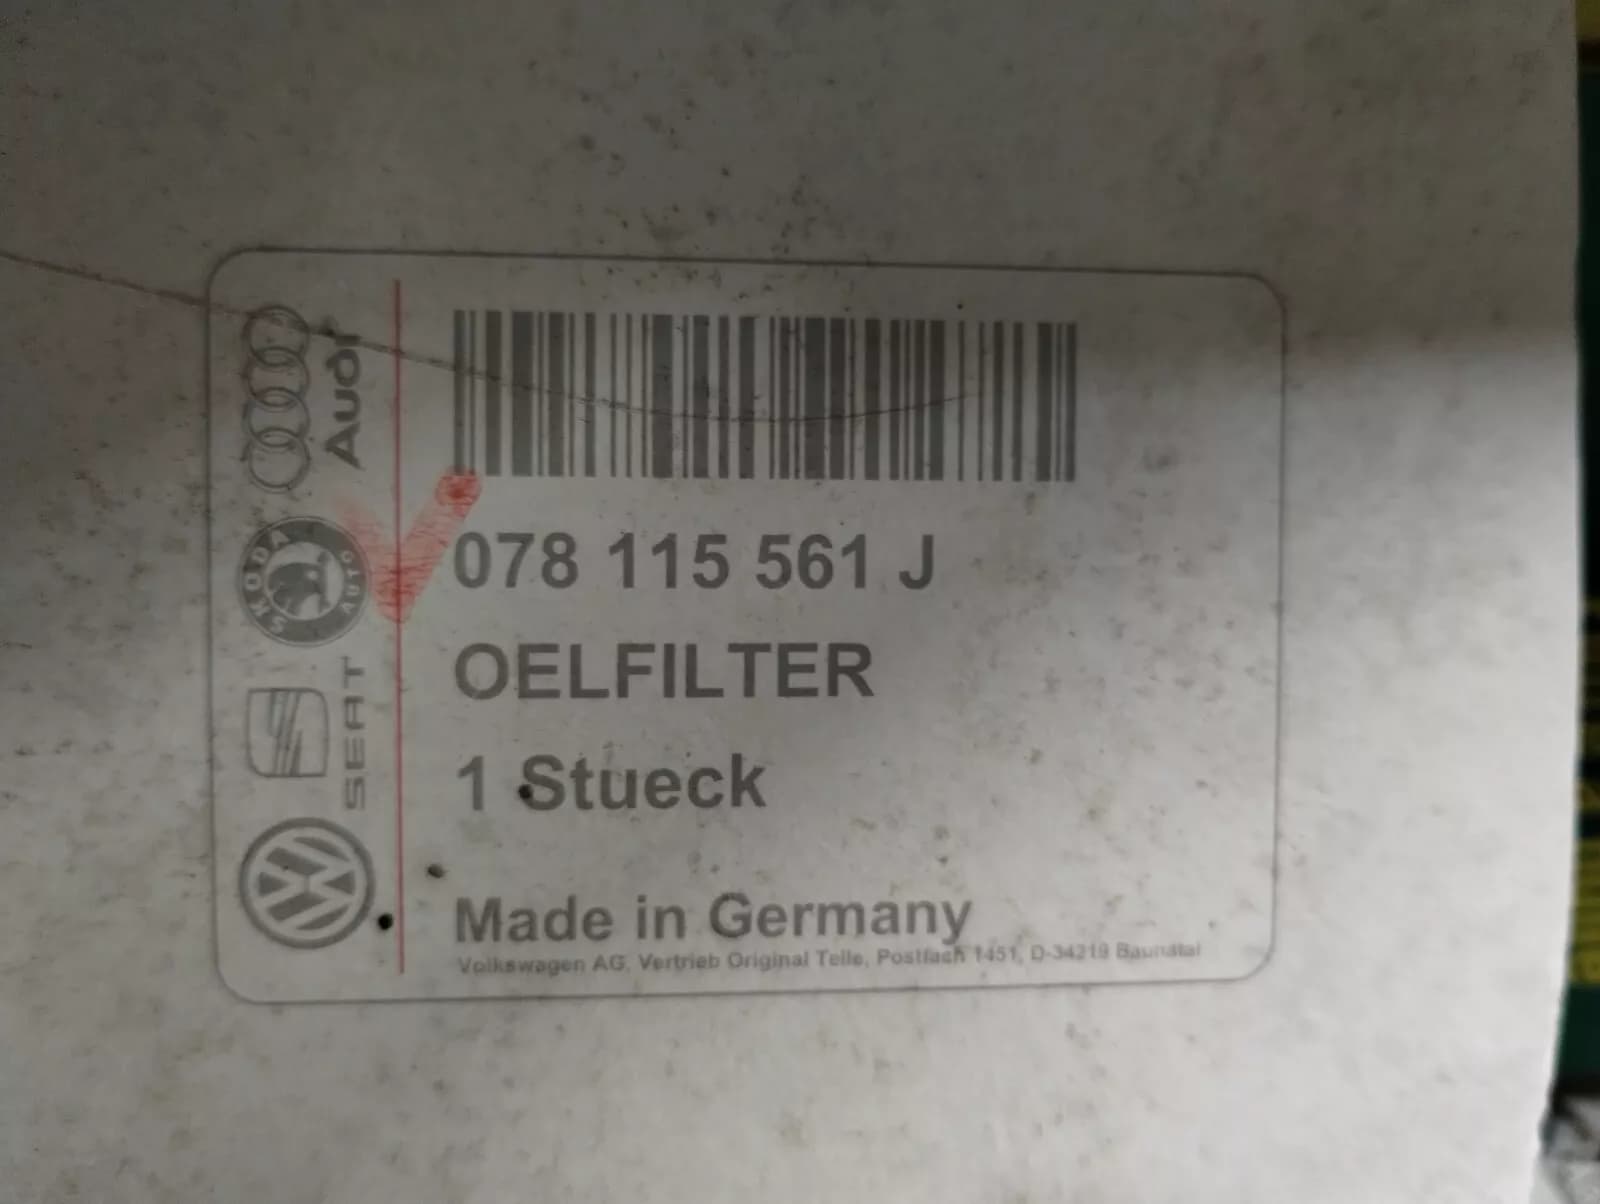 Audi
SKODA AUTO
SEAT
078 115 561 J
OELFILTER
1 Stueck
Made in Germany
Volkswagen AG, Vertrieb Original Teile, Postfach 1451, D-34219 Baunatal